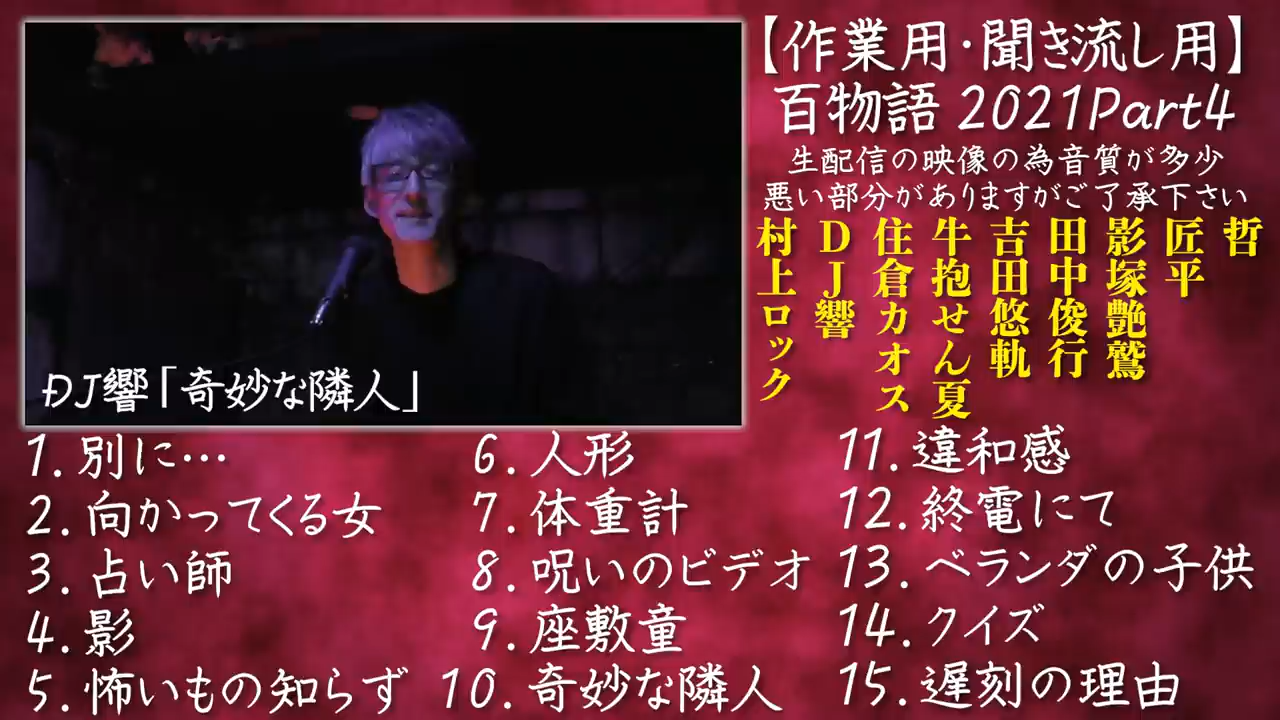 【作業用・聞き流し用】
百物語 2021Part4
生配信の映像の為音質が多少
悪い部分がありますがご了承下さい
村上ロック
DJ響
住倉カオス
牛抱せん夏
吉田悠軌
田中俊行
影塚艶鷲
匠平
哲
DJ響「奇妙な隣人」
1.別に…
2.向かってくる女
3.占い師
4.影
5.怖いもの知らず
6.人形
7.体重計
8.呪いのビデオ
9.座敷童
10.奇妙な隣人
11.違和感
12.終電にて
13.ベランダの子供
14.クイズ
15.遅刻の理由